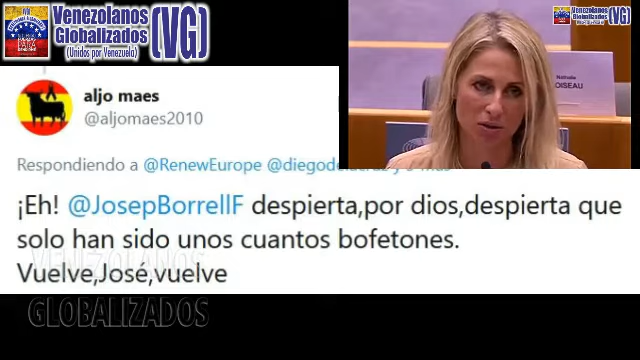 Venezolanos
Globalizados
(VG)
(Unidos por Venezuela)
Venezolanos
Globalizados
(VG)
Nathalie
OISEAU
aljo maes
@aljomaes2010
Respondiendo a @RenewEurope
¡Eh! @JosepBorrellF despierta,por dios,despierta que
solo han sido unos cuantos bofetones.
Vuelve,José,vuelve
VENEZOLANOS
GLOBALIZADOS